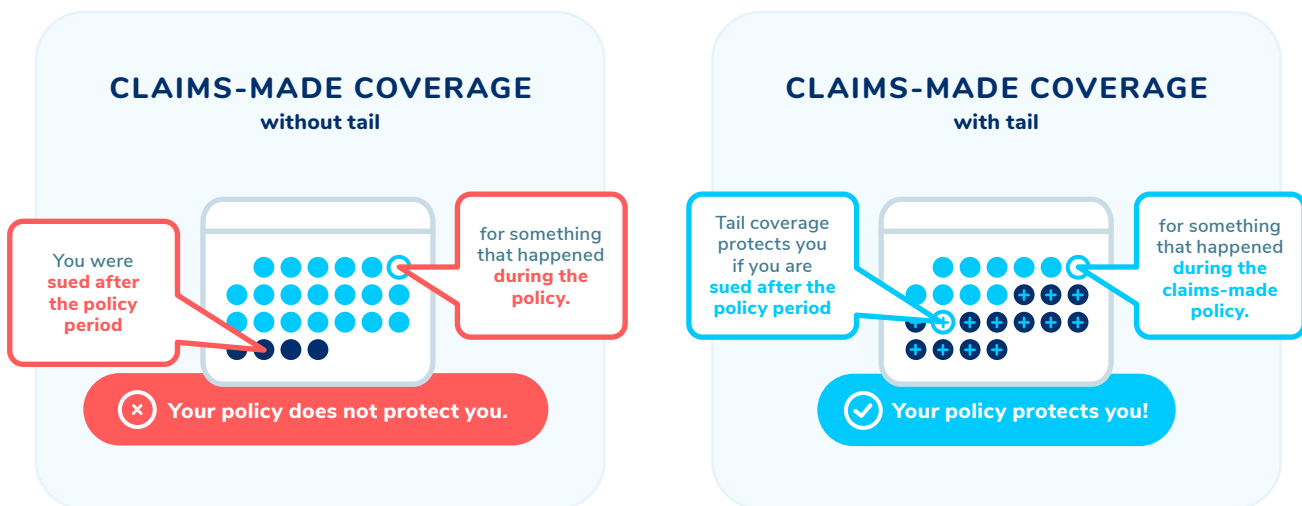 CLAIMS-MADE COVERAGE
without tail
You were
sued after
the policy
period
for something
that happened
during the
policy.
Your policy does not protect you.
CLAIMS-MADE COVERAGE
with tail
Tail coverage
protects you
if you are
sued after the
policy period
for something
that happened
during the
claims-made
policy.
Your policy protects you!